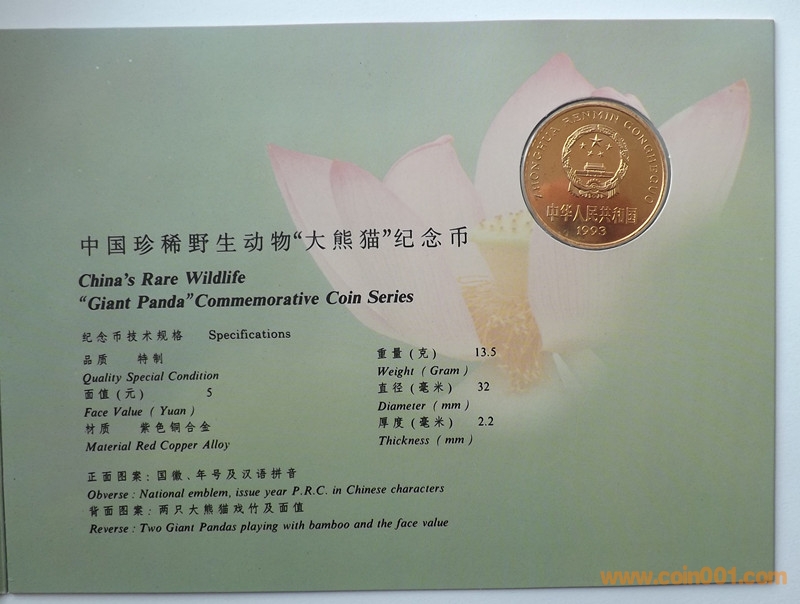 ZHONGHUA RENMIN GONGHEGUO
中华人民共和国
1993
中国珍稀野生动物“大熊猫”纪念币
China's Rare Wildlife
“Giant Panda” Commemorative Coin Series
纪念币技术规格 Specifications
品质 特制
Quality Special Condition
面值(元) 5
Face Value ( Yuan )
材质 紫色铜合金
Material Red Copper Alloy
重量(克) 13.5
Weight ( Gram )
直径(毫米) 32
Diameter ( mm )
厚度(毫米) 2.2
Thickness ( mm )
正面图案:国徽、年号及汉语拼音
Obverse : National emblem, issue year P.R.C. in Chinese characters
背面图案:两只大熊猫戏竹及面值
Reverse : Two Giant Pandas playing with bamboo and the face value
www.coin001.com